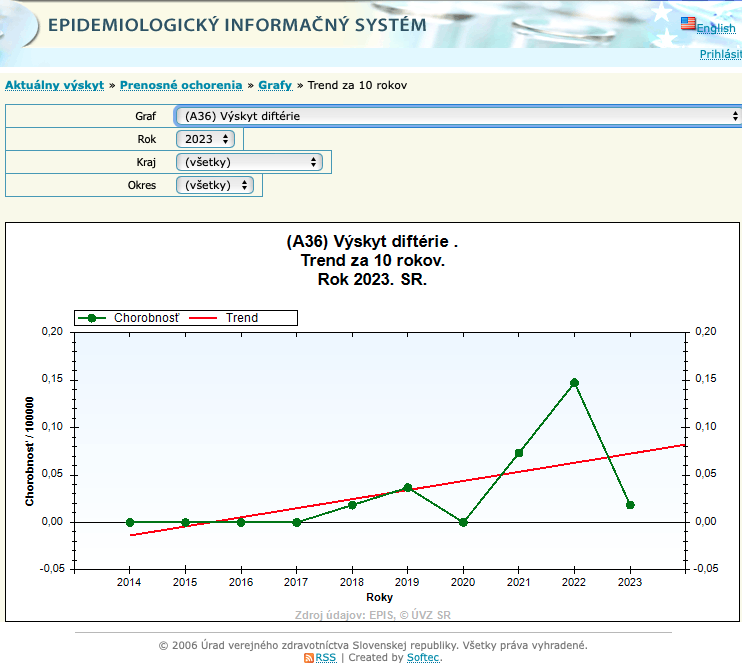 EPIDEMIOLOGICKÝ INFORMAČNÝ SYSTÉM
English
Prihlásiť
Aktuálny výskyt » Prenosné ochorenia » Grafy » Trend za 10 rokov
Graf (A36) Výskyt diftérie
Rok 2023
Kraj (všetky)
Okres (všetky)
(A36) Výskyt diftérie .
Trend za 10 rokov.
Rok 2023. SR.
Chorobnosť Trend
0,20 0,20
0,15 0,15
0,10 0,10
0,05 0,05
0,00 0,00
-0,05 -0,05
Chorobnosť / 100000
2014 2015 2016 2017 2018 2019 2020 2021 2022 2023
Roky
Zdroj údajov: EPIS, © ÚVZ SR
© 2006 Úrad verejného zdravotníctva Slovenskej republiky. Všetky práva vyhradené.
RSS | Created by Softec.